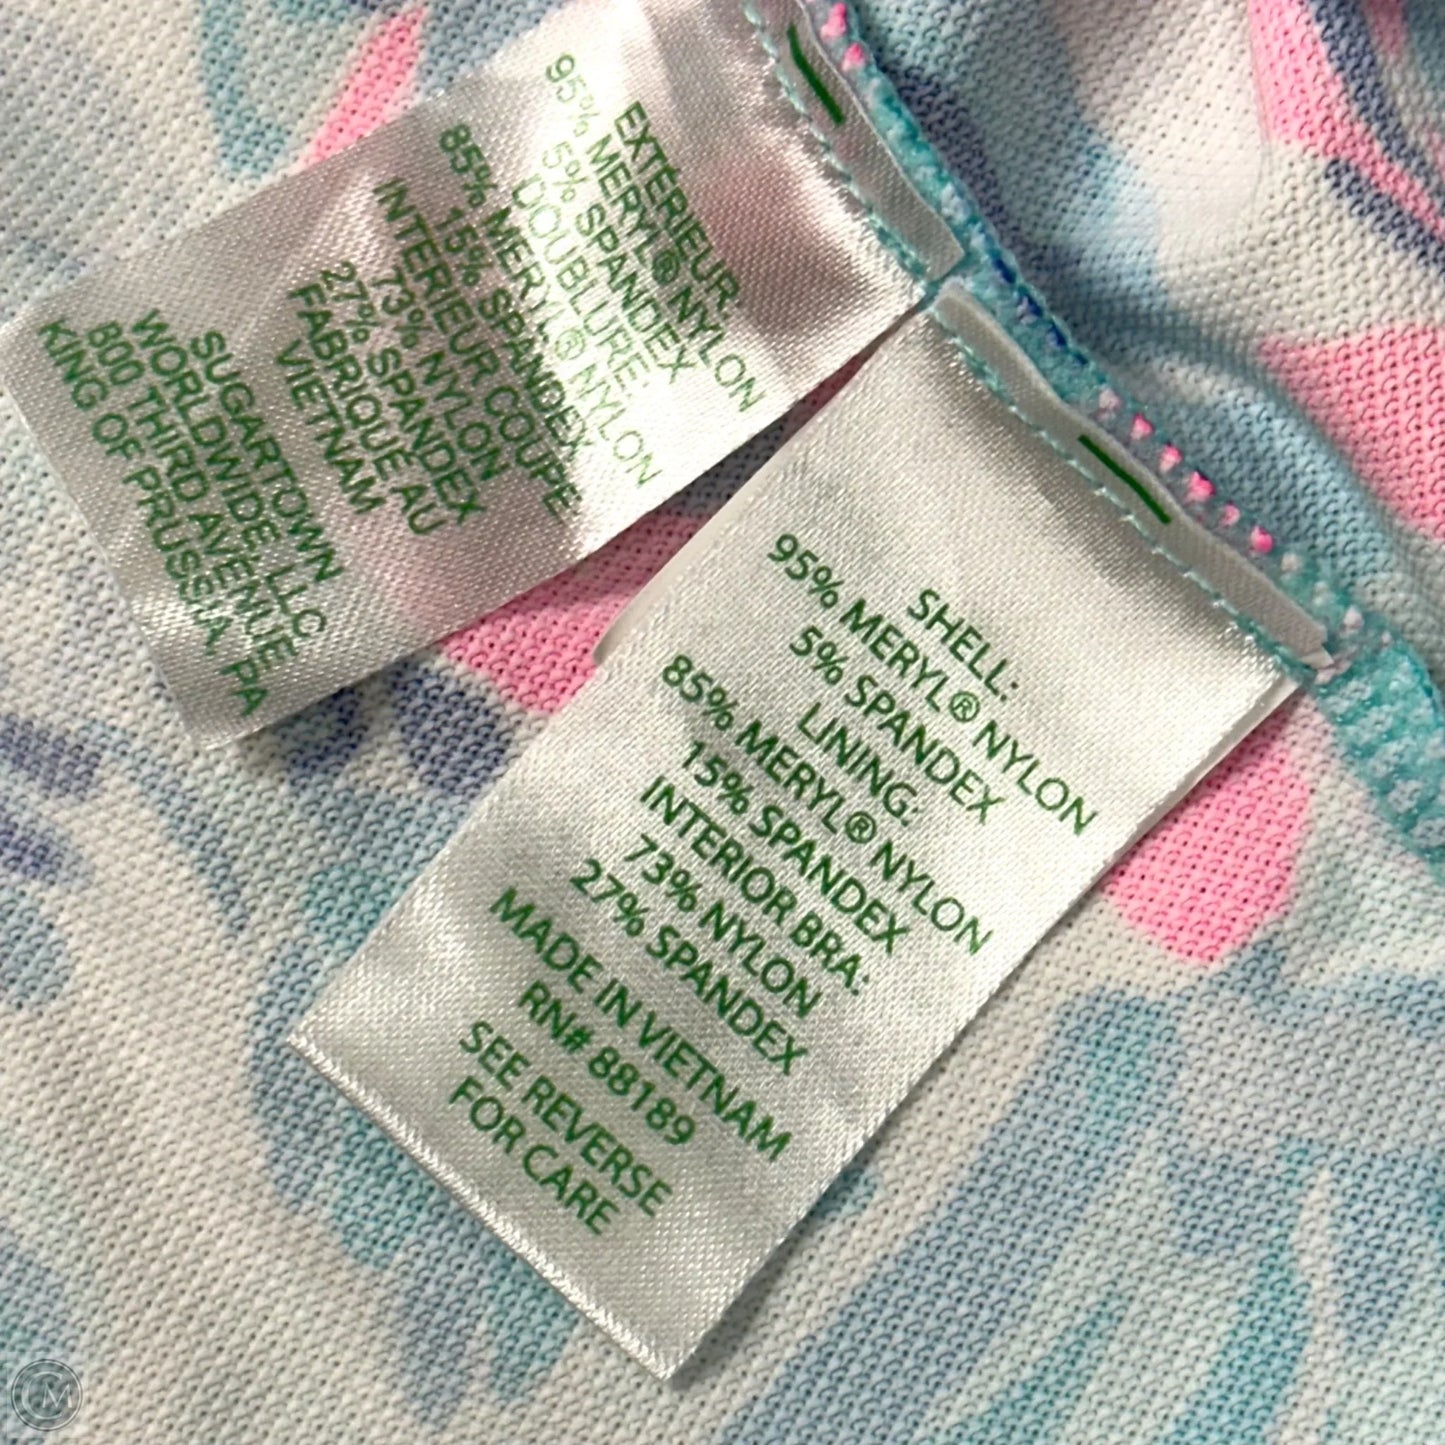 EXTÉRIEUR
95% MERYL® NYLON
5% SPANDEX
DOUBLURE:
85% MERYL® NYLON
15% SPANDEX
INTERIEUR COUPE
73% NYLON
27% SPANDEX
FABRIQUÉ AU
VIETNAM
SUGARTOWN
WORLDWIDE, LLC
800 THIRD AVENUE
KING OF PRUSSIA, PA
SHELL:
95% MERYL® NYLON
5% SPANDEX
LINING:
85% MERYL® NYLON
15% SPANDEX
INTERIOR BRA:
73% NYLON
27% SPANDEX
MADE IN VIETNAM
RN# 88189
SEE REVERSE
FOR CARE